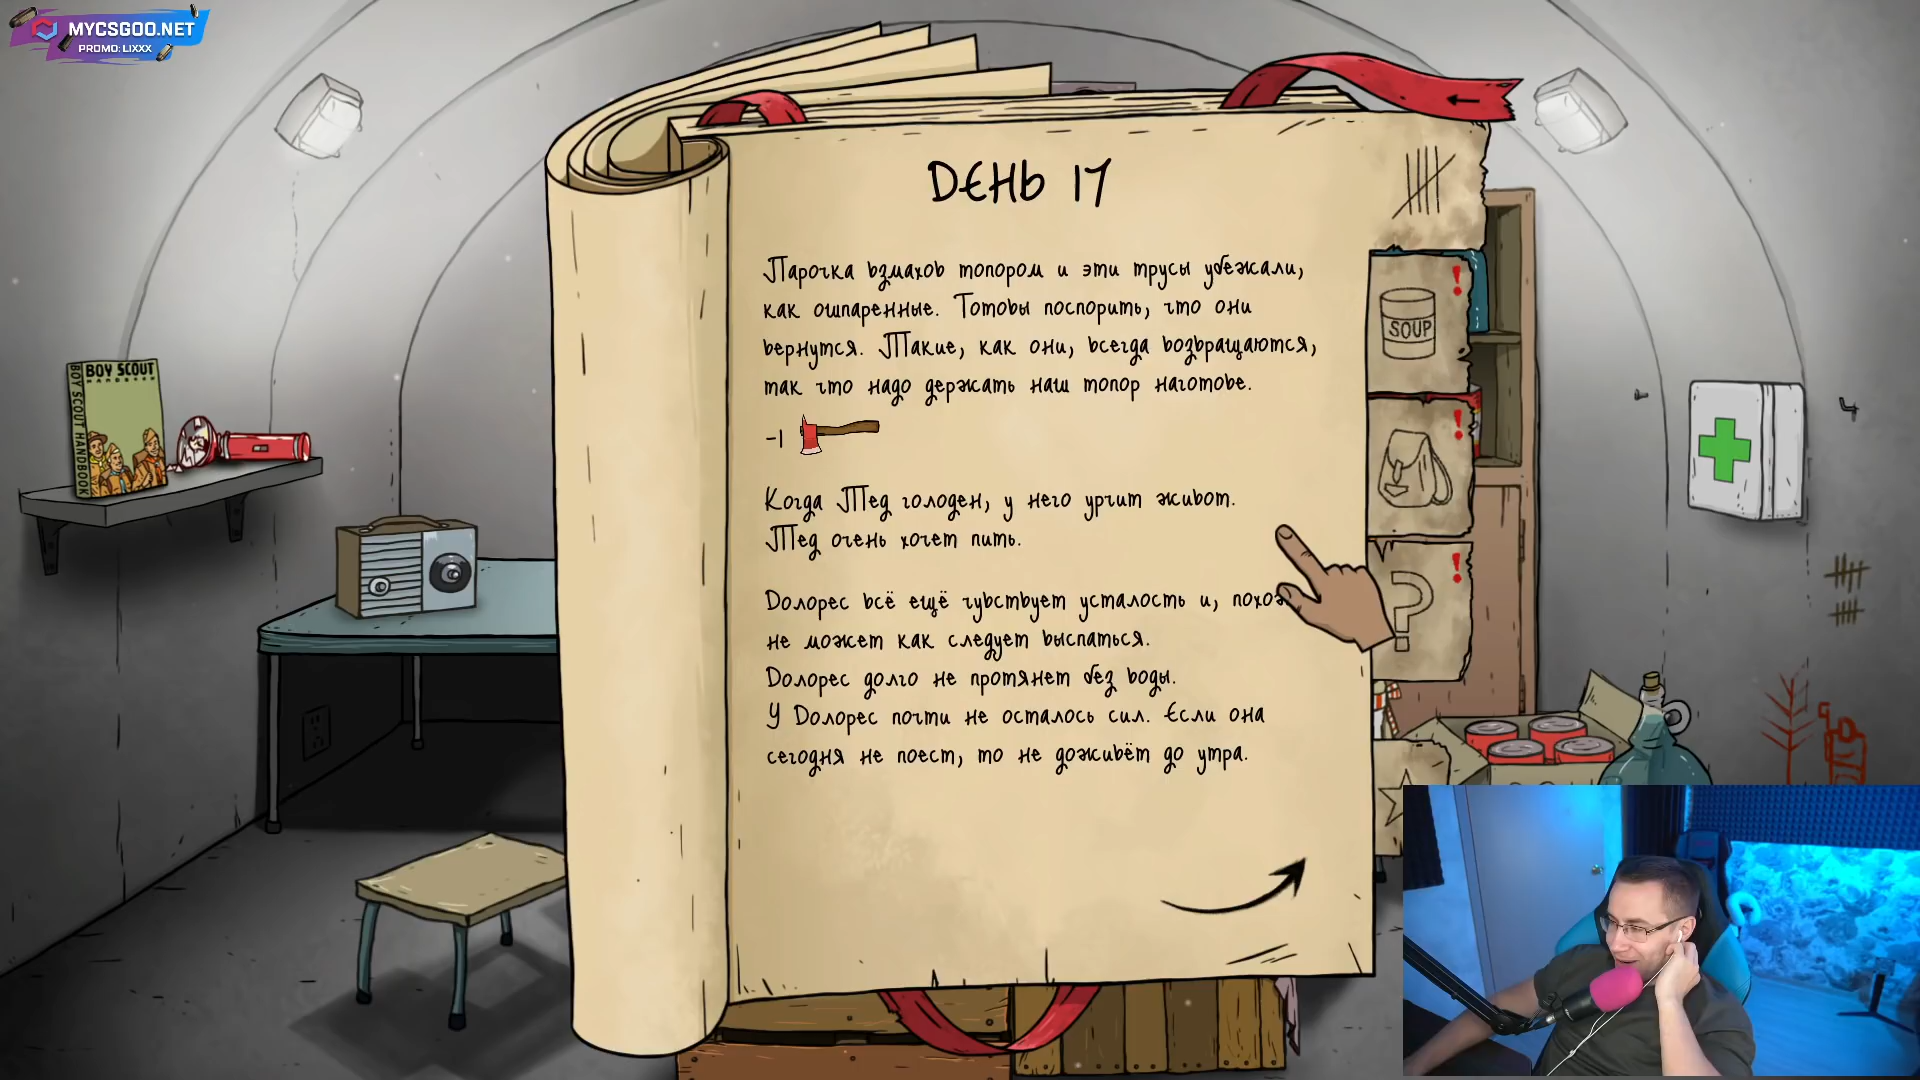 MYCSGOO.NET
PROMO: LIXXX
ДЕНЬ 17
Парочка взмахов топором и эти трусы убежали,
как ошпаренные. Готовы поспорить, что они
вернутся. Такие, как они, всегда возвращаются,
так что надо держать наш топор наготове.
-1
Когда Тед голоден, у него урчит живот.
Тед очень хочет пить.
Долорес всё ещё чувствует усталость и,
не может как следует выспаться.
Долорес долго не протянет без воды.
У Долорес почти не осталось сил. Если она
сегодня не поест, то не доживёт до утра.
SOUP
!
!
?
!
BOY SCOUT
HANDBOOK
BOY SCOUT HANDBOOK